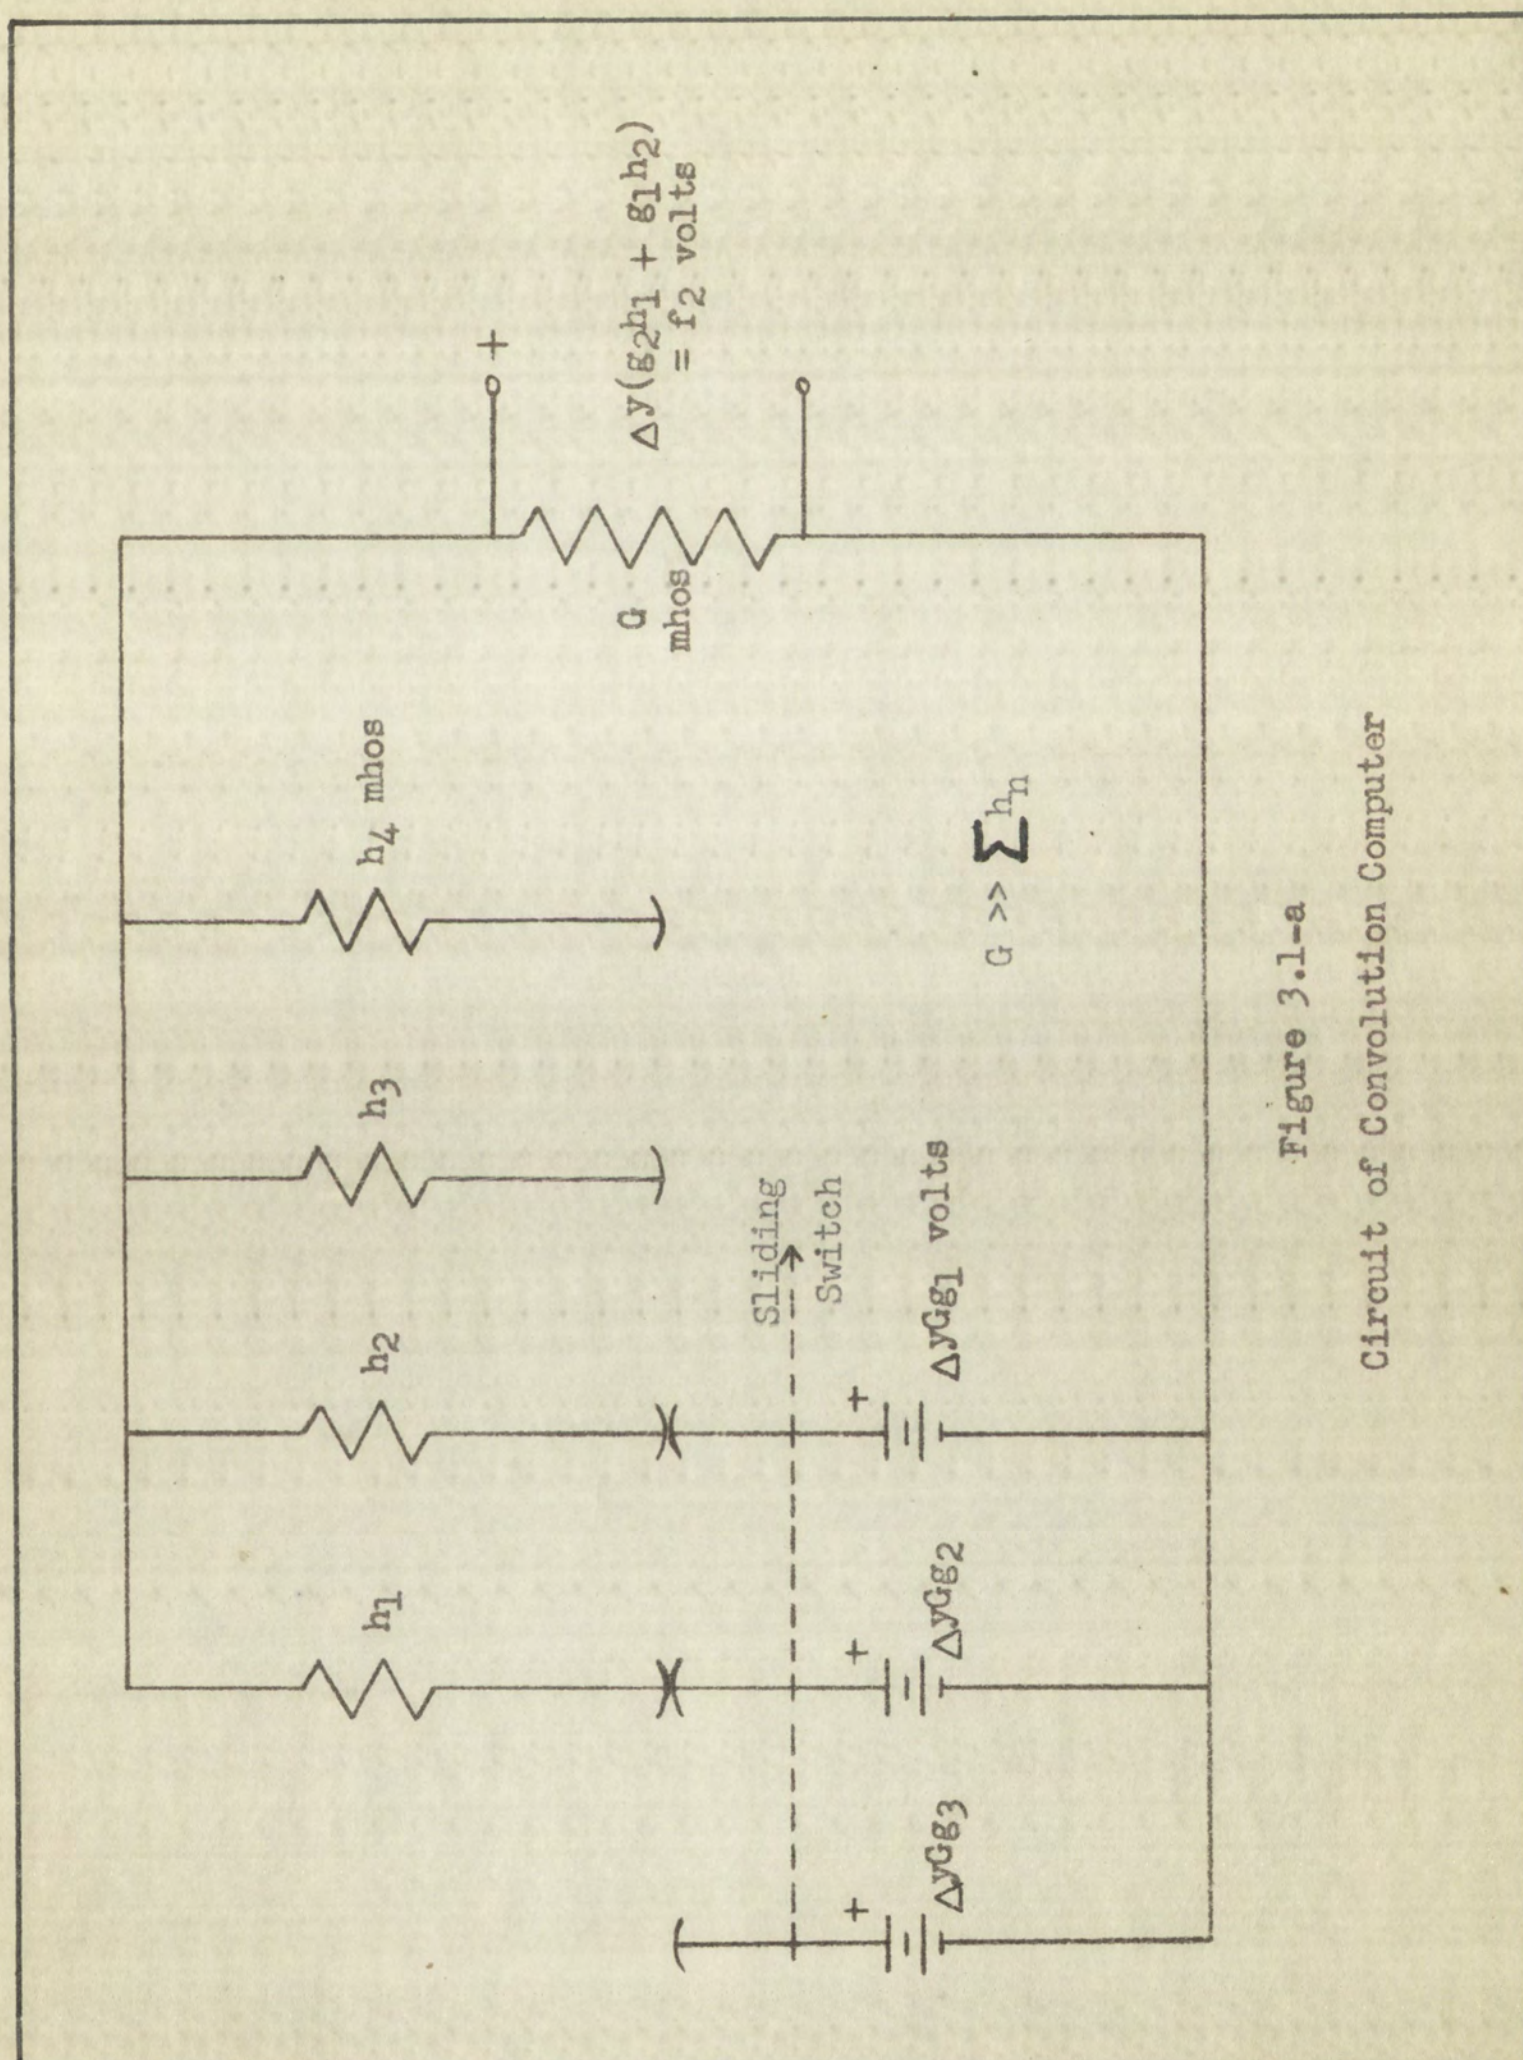 h₁
h₂
h₃
h₄ mhos
G
mhos
+
Δy(g₂h₁ + g₁h₂)
= f₂ volts
Sliding
Switch
+
ΔyGg₃
+
ΔyGg₂
+
ΔyGg₁ volts
G >> Σhₙ
Figure 3.1-a
Circuit of Convolution Computer